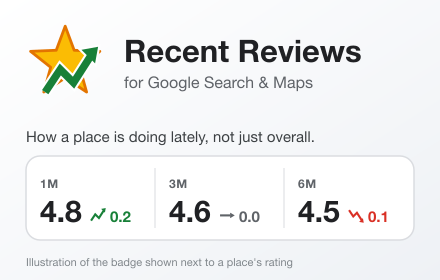 Recent Reviews
for Google Search & Maps
How a place is doing lately, not just overall.
1M
4.8 0.2
3M
4.6 0.0
6M
4.5 0.1
Illustration of the badge shown next to a place's rating